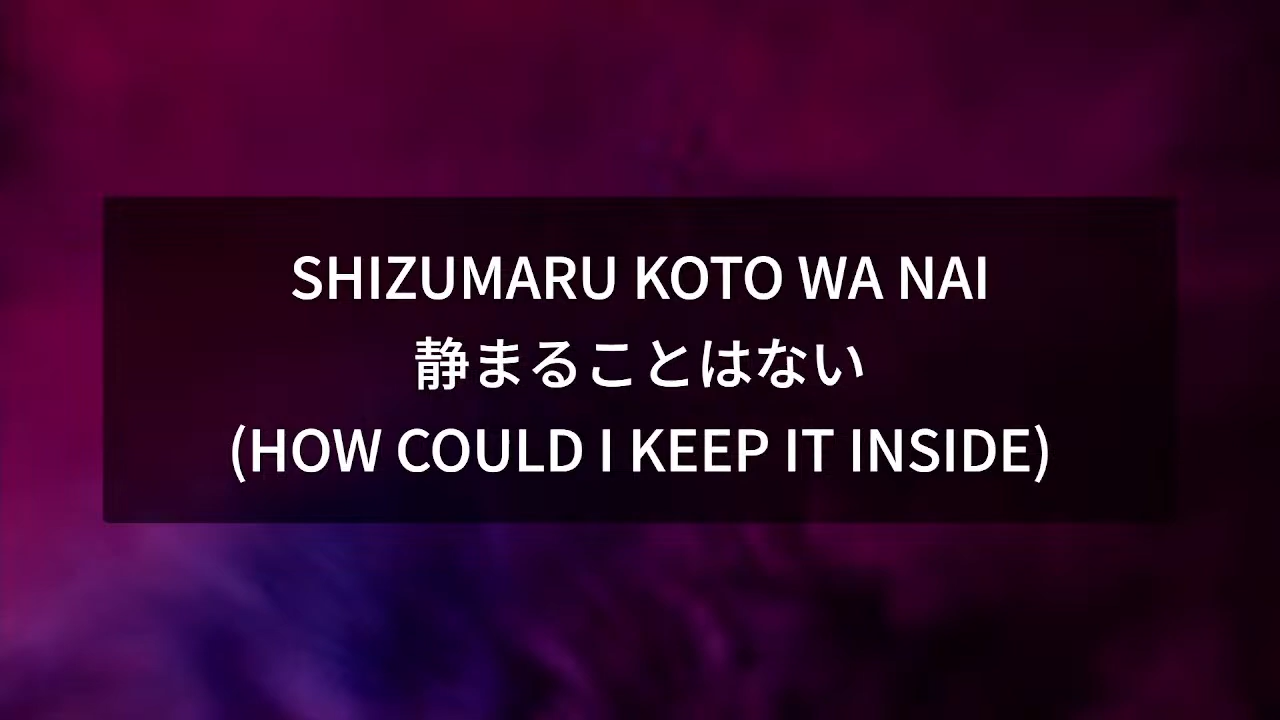 SHIZUMARU KOTO WA NAI
静まることはない
(HOW COULD I KEEP IT INSIDE)